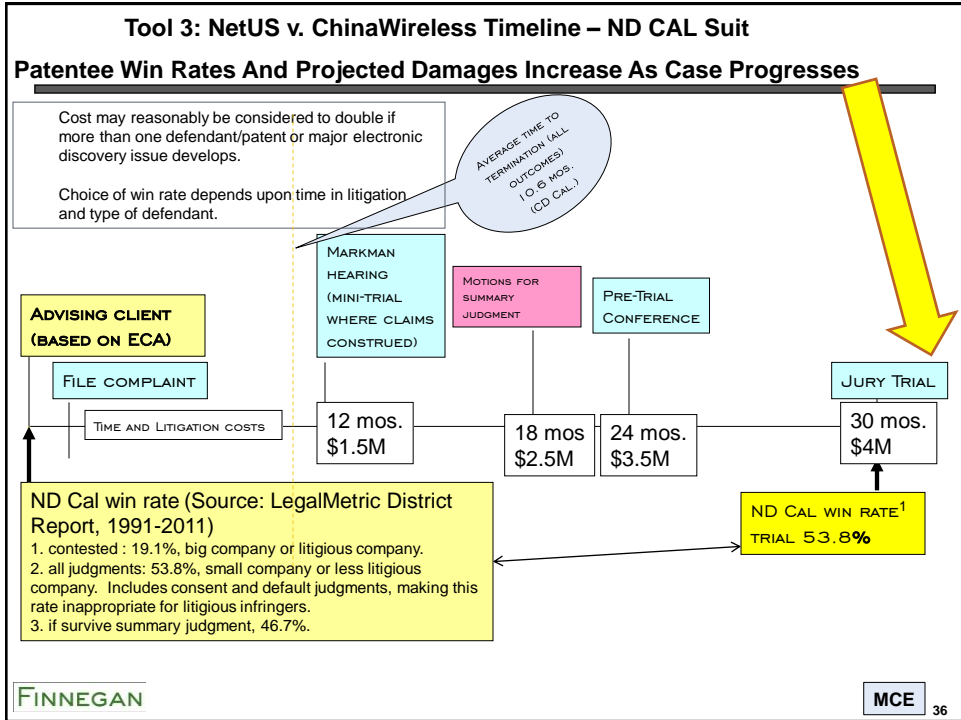 Tool 3: NetUS v. ChinaWireless Timeline – ND CAL Suit
Patentee Win Rates And Projected Damages Increase As Case Progresses
Cost may reasonably be considered to double if
more than one defendant/patent or major electronic
discovery issue develops.
Choice of win rate depends upon time in litigation
and type of defendant.
AVERAGE TIME TO
TERMINATION (ALL
OUTCOMES)
10.6 MOS.
(CD CAL.)
MARKMAN
HEARING
(MINI-TRIAL
WHERE CLAIMS
CONSTRUED)
MOTIONS FOR
SUMMARY
JUDGMENT
PRE-TRIAL
CONFERENCE
ADVISING CLIENT
(BASED ON ECA)
FILE COMPLAINT
JURY TRIAL
TIME AND LITIGATION COSTS
12 mos.
$1.5M
18 mos
$2.5M
24 mos.
$3.5M
30 mos.
$4M
ND Cal win rate (Source: LegalMetric District
Report, 1991-2011)
1. contested : 19.1%, big company or litigious company.
2. all judgments: 53.8%, small company or less litigious
company. Includes consent and default judgments, making this
rate inappropriate for litigious infringers.
3. if survive summary judgment, 46.7%.
ND CAL WIN RATE1
TRIAL 53.8%
FINNEGAN
MCE
36